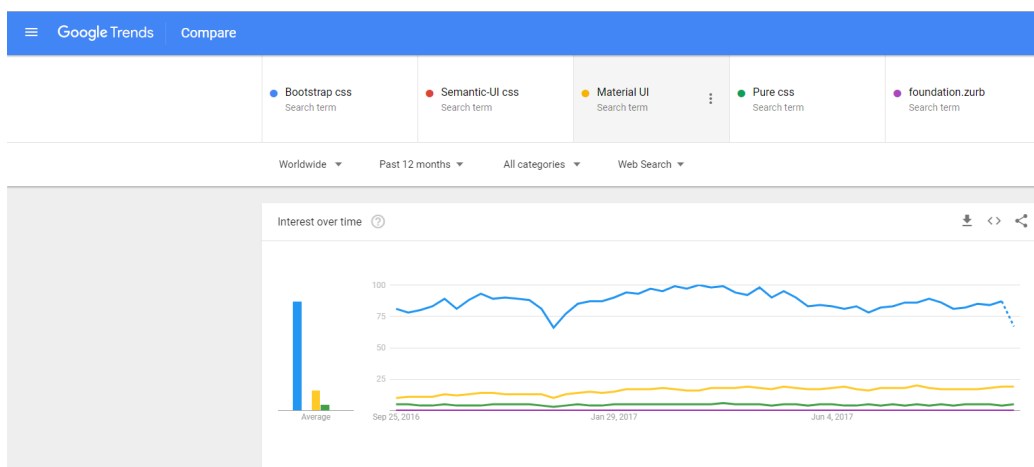 Google Trends Compare
Bootstrap css
Search term
Semantic-UI css
Search term
Material UI
Search term
Pure css
Search term
foundation.zurb
Search term
Worldwide Past 12 months All categories Web Search
Interest over time
100
75
50
25
Average
Sep 25, 2016 Jan 29, 2017 Jun 4, 2017